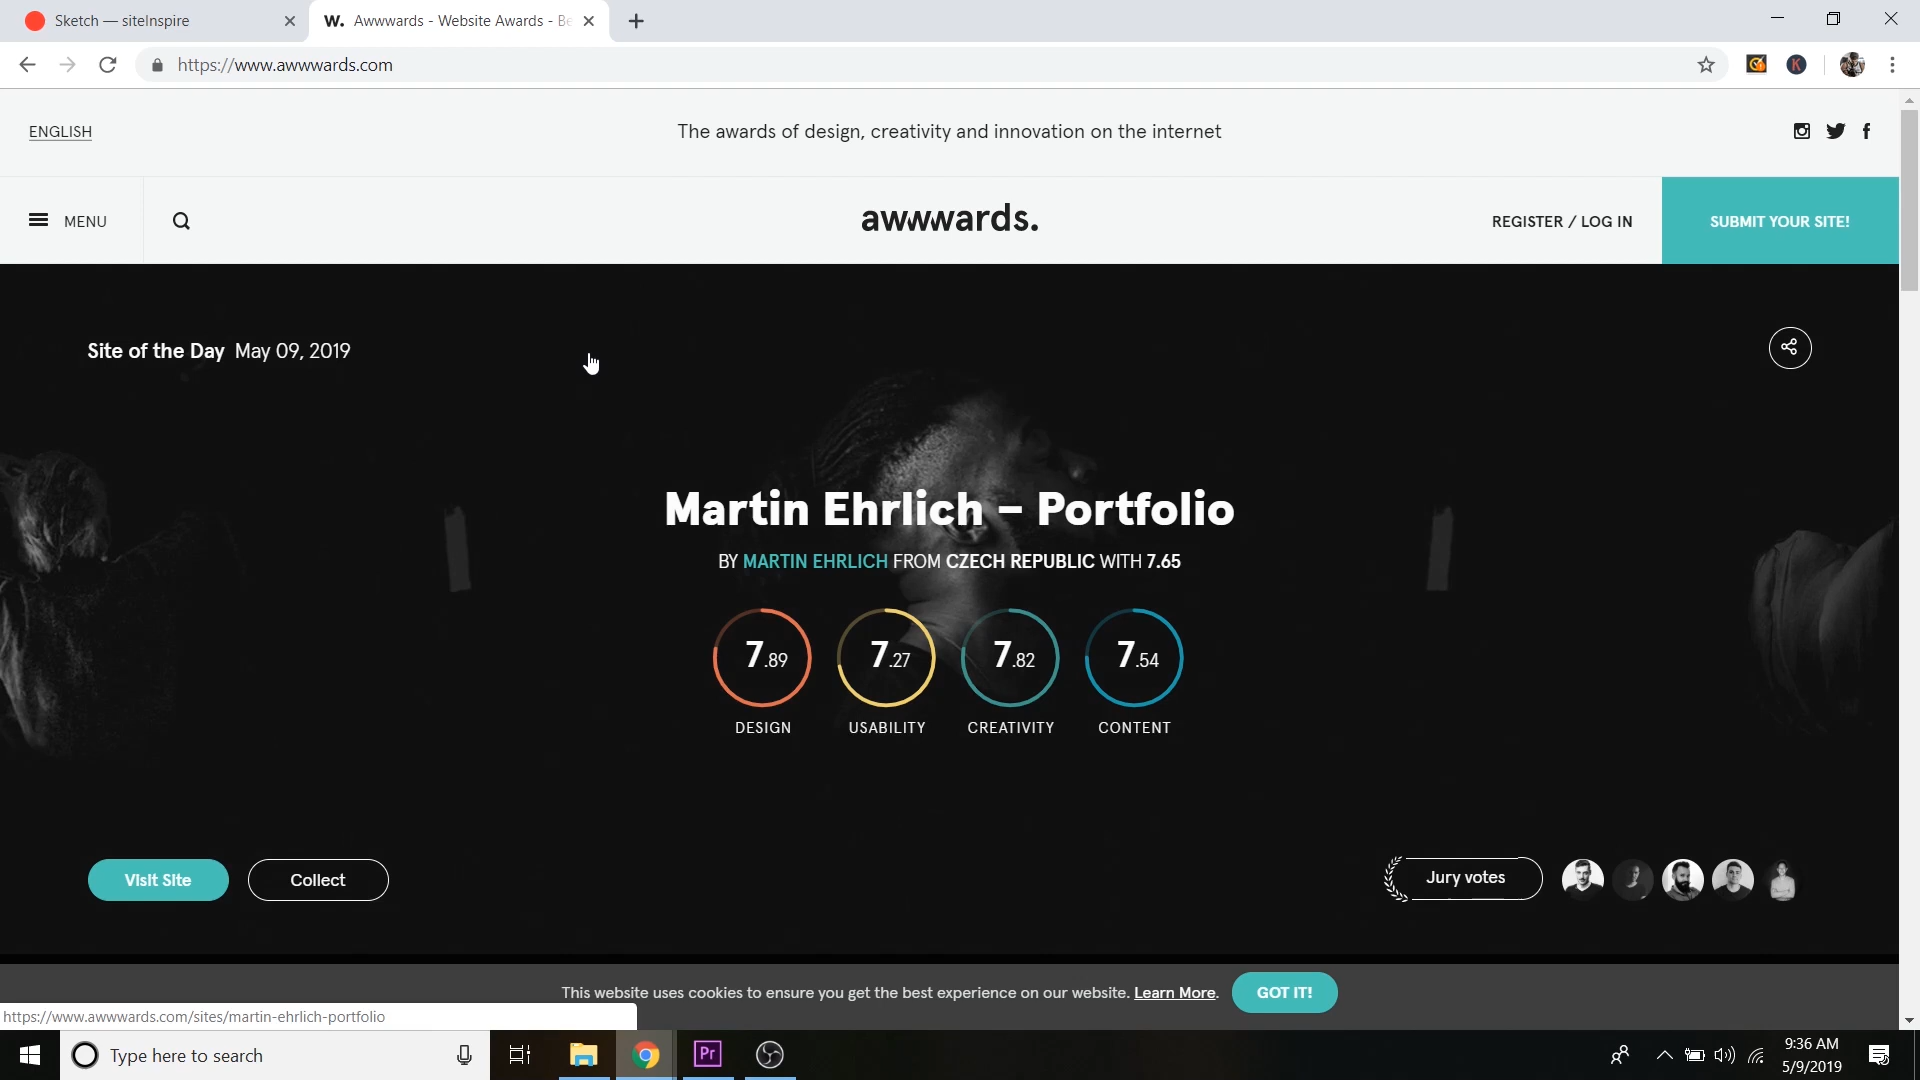 Sketch — siteInspire
W. Awwwards - Website Awards - Be
https://www.awwwards.com
ENGLISH
The awards of design, creativity and innovation on the internet
MENU
awwwards.
REGISTER / LOG IN
SUBMIT YOUR SITE!
Site of the Day May 09, 2019
Martin Ehrlich – Portfolio
BY MARTIN EHRLICH FROM CZECH REPUBLIC WITH 7.65
7.89
7.27
7.82
7.54
DESIGN
USABILITY
CREATIVITY
CONTENT
Visit Site
Collect
Jury votes
This website uses cookies to ensure you get the best experience on our website. Learn More.
GOT IT!
https://www.awwwards.com/sites/martin-ehrlich-portfolio
Type here to search
Pr
9:36 AM
5/9/2019